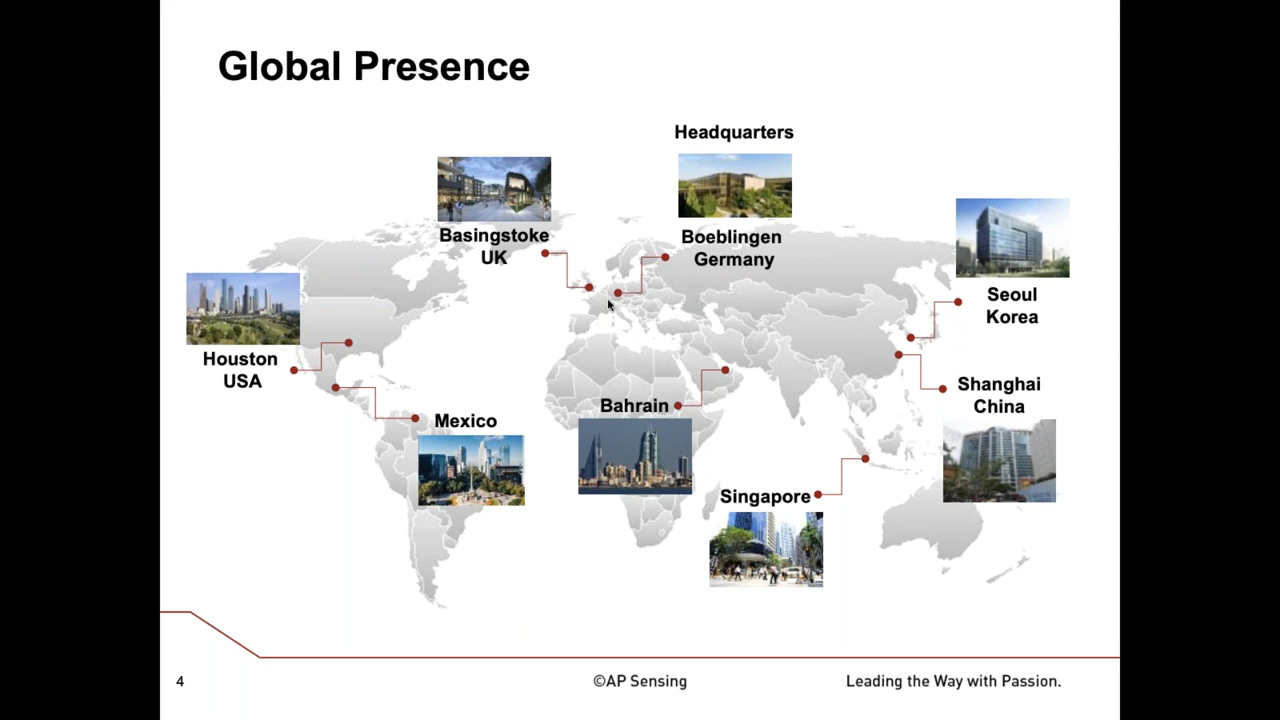 Global Presence
Headquarters
Basingstoke
UK
Boeblingen
Germany
Seoul
Korea
Houston
USA
Shanghai
China
Bahrain
Mexico
Singapore
4
©AP Sensing
Leading the Way with Passion.